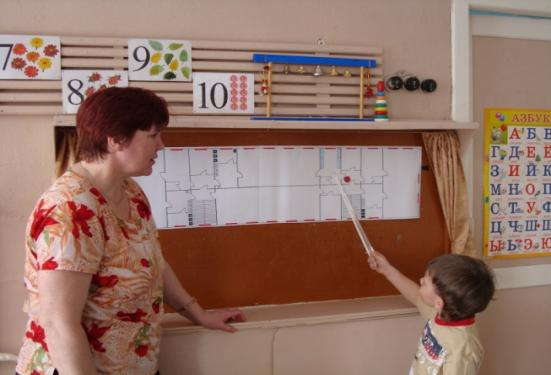 7
8
9
10
АЗБУК
А Б В
Г Д Е Ё
З И Й К
М Н О П
С Т У Ф
Ц Ч Ш Щ
Ы Ь Э Ю